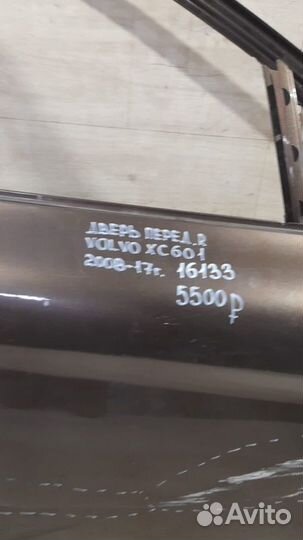 ДВЕРЬ ПЕРЕД. R
VOLVO XC60 1
2008-17г. 16133
5500₽
Avito